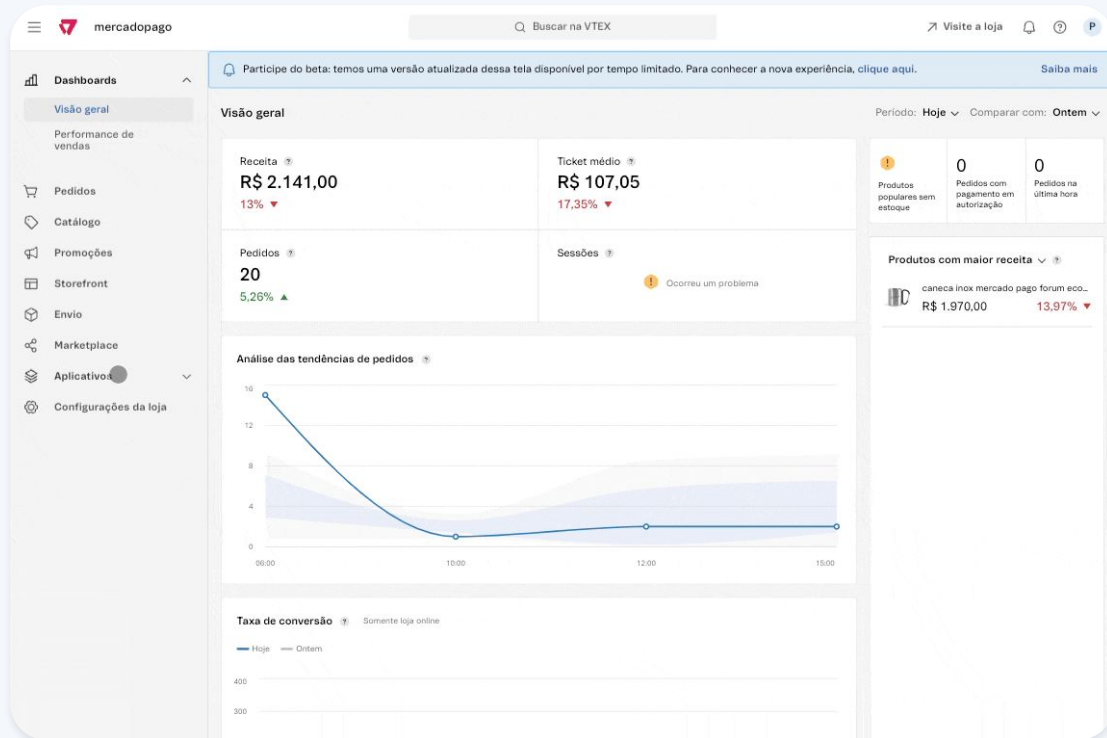 mercadopago
Buscar na VTEX
Visite a loja
P
Dashboards
Visão geral
Performance de
vendas
Pedidos
Catálogo
Promoções
Storefront
Envio
Marketplace
Aplicativos
Configurações da loja
Participe do beta: temos uma versão atualizada dessa tela disponível por tempo limitado. Para conhecer a nova experiência, clique aqui.
Saiba mais
Visão geral
Período: Hoje
Comparar com: Ontem
Receita ?
R$ 2.141,00
13%
Ticket médio ?
R$ 107,05
17,35%
Pedidos ?
20
5,26%
Sessões ?
! Ocorreu um problema
!
Produtos
populares sem
estoque
0
Pedidos com
pagamento em
autorização
0
Pedidos na
última hora
Produtos com maior receita ?
caneca inox mercado pago forum eco...
R$ 1.970,00
13,97%
Análise das tendências de pedidos ?
16
12
8
4
0
06:00
10:00
12:00
15:00
Taxa de conversão ?
Somente loja online
Hoje
Ontem
400
300